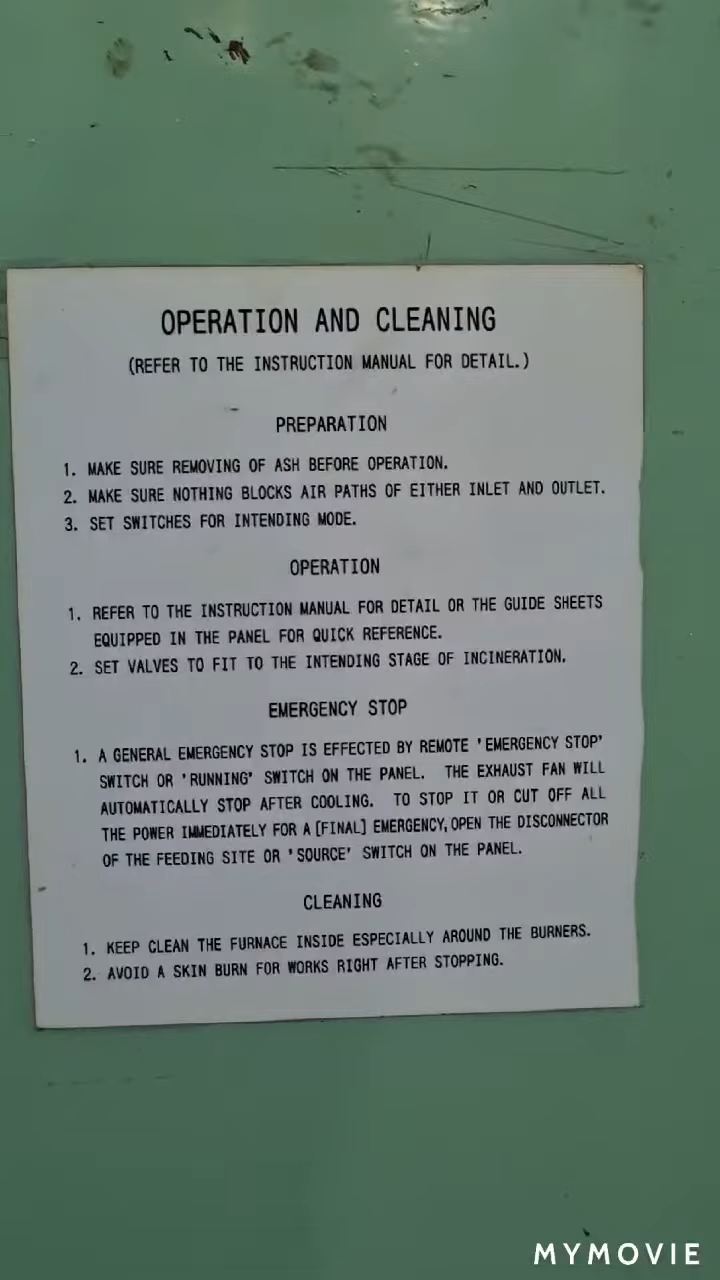 OPERATION AND CLEANING
(REFER TO THE INSTRUCTION MANUAL FOR DETAIL.)
PREPARATION
1. MAKE SURE REMOVING OF ASH BEFORE OPERATION.
2. MAKE SURE NOTHING BLOCKS AIR PATHS OF EITHER INLET AND OUTLET.
3. SET SWITCHES FOR INTENDING MODE.
OPERATION
1. REFER TO THE INSTRUCTION MANUAL FOR DETAIL OR THE GUIDE SHEETS
EQUIPPED IN THE PANEL FOR QUICK REFERENCE.
2. SET VALVES TO FIT TO THE INTENDING STAGE OF INCINERATION.
EMERGENCY STOP
1. A GENERAL EMERGENCY STOP IS EFFECTED BY REMOTE 'EMERGENCY STOP'
SWITCH OR 'RUNNING' SWITCH ON THE PANEL. THE EXHAUST FAN WILL
AUTOMATICALLY STOP AFTER COOLING. TO STOP IT OR CUT OFF ALL
THE POWER IMMEDIATELY FOR A [FINAL] EMERGENCY, OPEN THE DISCONNECTOR
OF THE FEEDING SITE OR 'SOURCE' SWITCH ON THE PANEL.
CLEANING
1. KEEP CLEAN THE FURNACE INSIDE ESPECIALLY AROUND THE BURNERS.
2. AVOID A SKIN BURN FOR WORKS RIGHT AFTER STOPPING.
MYMOVIE